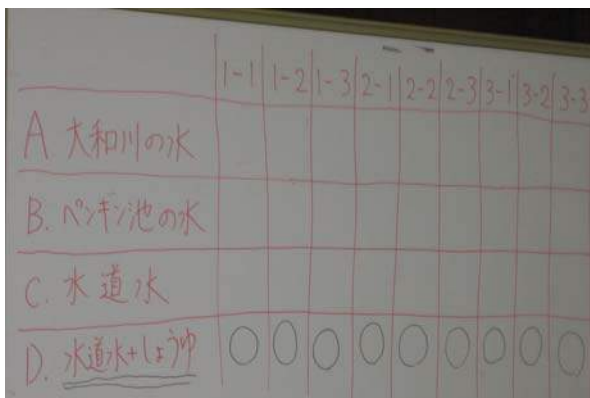 1-1 1-2 1-3 2-1 2-2 2-3 3-1 3-2 3-3
A 大和川の水
B. ペンキン池の水
C. 水道水
D. 水道水+しょうゆ ○ ○ ○ ○ ○ ○ ○ ○ ○